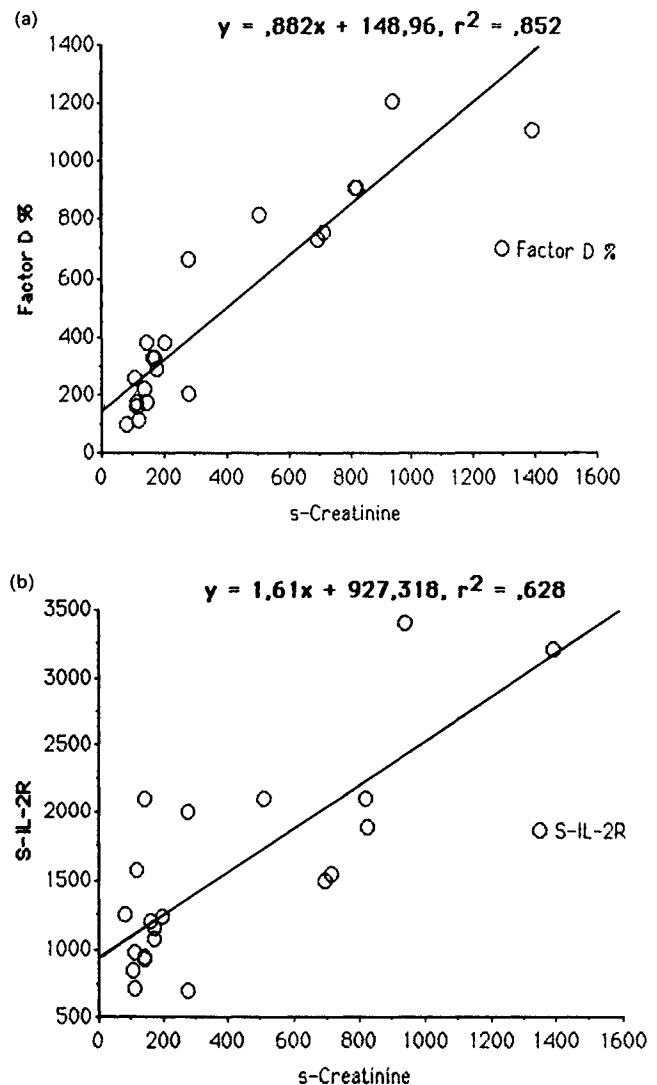 (a)
y = ,882x + 148,96, r² = ,852
1400
1200
1000
800
600
400
200
0
Factor D %
Factor D %
0 200 400 600 800 1000 1200 1400 1600
s-Creatinine
(b)
y = 1,61x + 927,318, r² = ,628
3500
3000
2500
2000
1500
1000
500
S-IL-2R
S-IL-2R
0 200 400 600 800 1000 1200 1400 1600
s-Creatinine